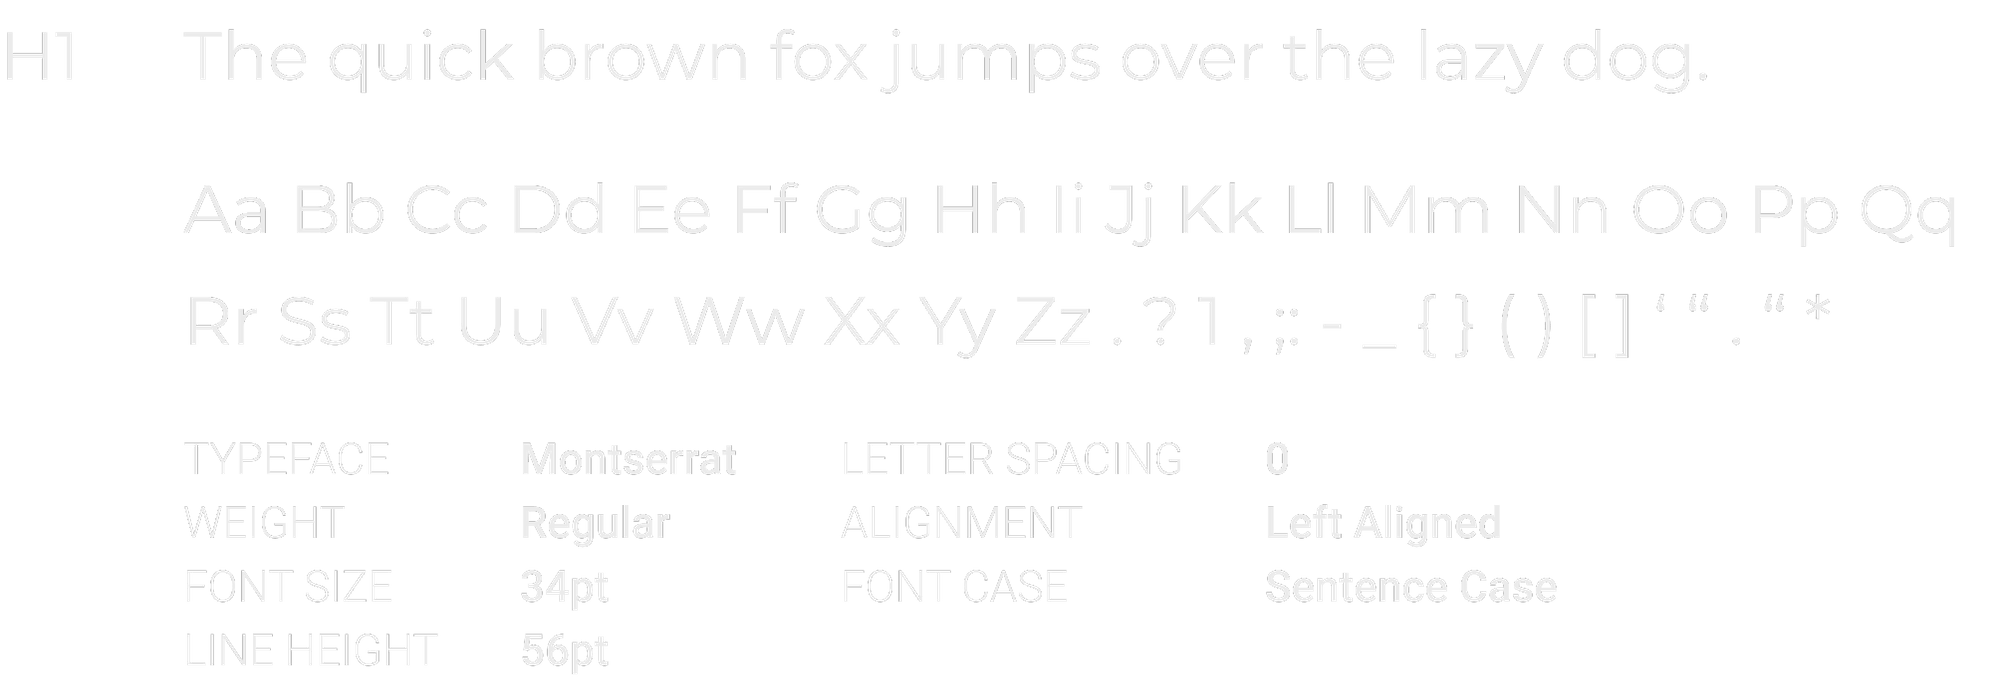 H1 The quick brown fox jumps over the lazy dog.
Aa Bb Cc Dd Ee Ff Gg Hh Ii Jj Kk Ll Mm Nn Oo Pp Qq
Rr Ss Tt Uu Vv Ww Xx Yy Zz . ? 1 , ;: - _ { } ( ) [ ] ‘ “ . “ *
TYPEFACE Montserrat LETTER SPACING 0
WEIGHT Regular ALIGNMENT Left Aligned
FONT SIZE 34pt FONT CASE Sentence Case
LINE HEIGHT 56pt